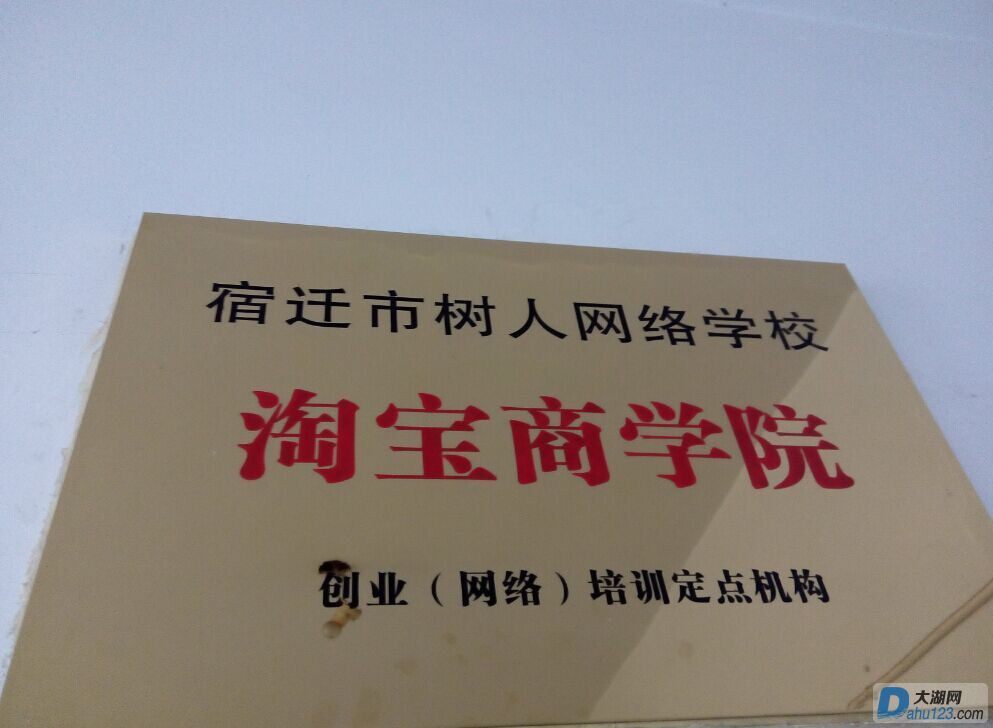 宿迁市树人网络学校
淘宝商学院
创业（网络）培训定点机构
大湖网
Dahu123.com